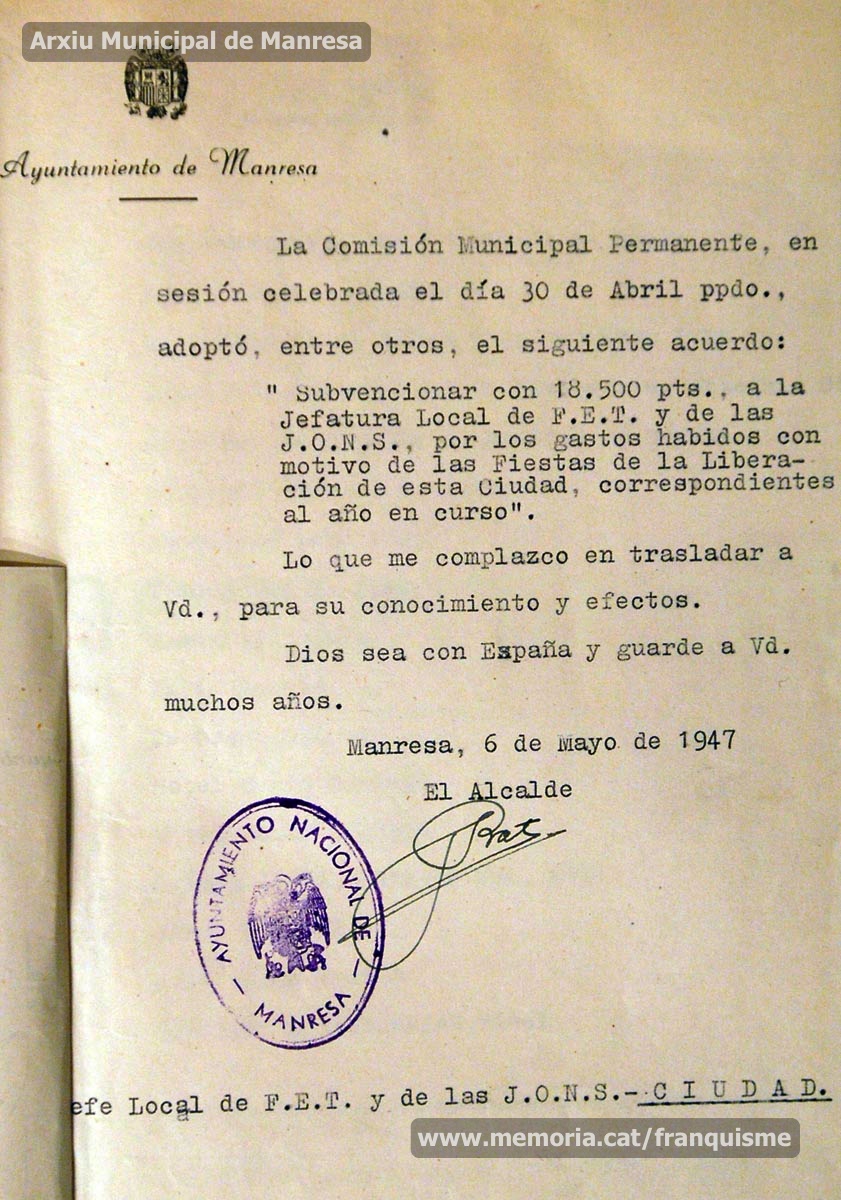 Arxiu Municipal de Manresa
Ayuntamiento de Manresa
La Comisión Municipal Permanente, en
sesión celebrada el día 30 de Abril ppdo.,
adoptó, entre otros, el siguiente acuerdo:
" Subvencionar con 18.500 pts., a la
Jefatura Local de F.E.T. y de las
J.O.N.S., por los gastos habidos con
motivo de las Fiestas de la Libera-
ción de esta Ciudad, correspondientes
al año en curso".
Lo que me complazco en trasladar a
Vd., para su conocimiento y efectos.
Dios sea con España y guarde a Vd.
muchos años.
Manresa, 6 de Mayo de 1947
El Alcalde
Prat
AYUNTAMIENTO NACIONAL DE
— MANRESA —
efe Local de F.E.T. y de las J.O.N.S.- C I U D A D.
www.memoria.cat/franquisme